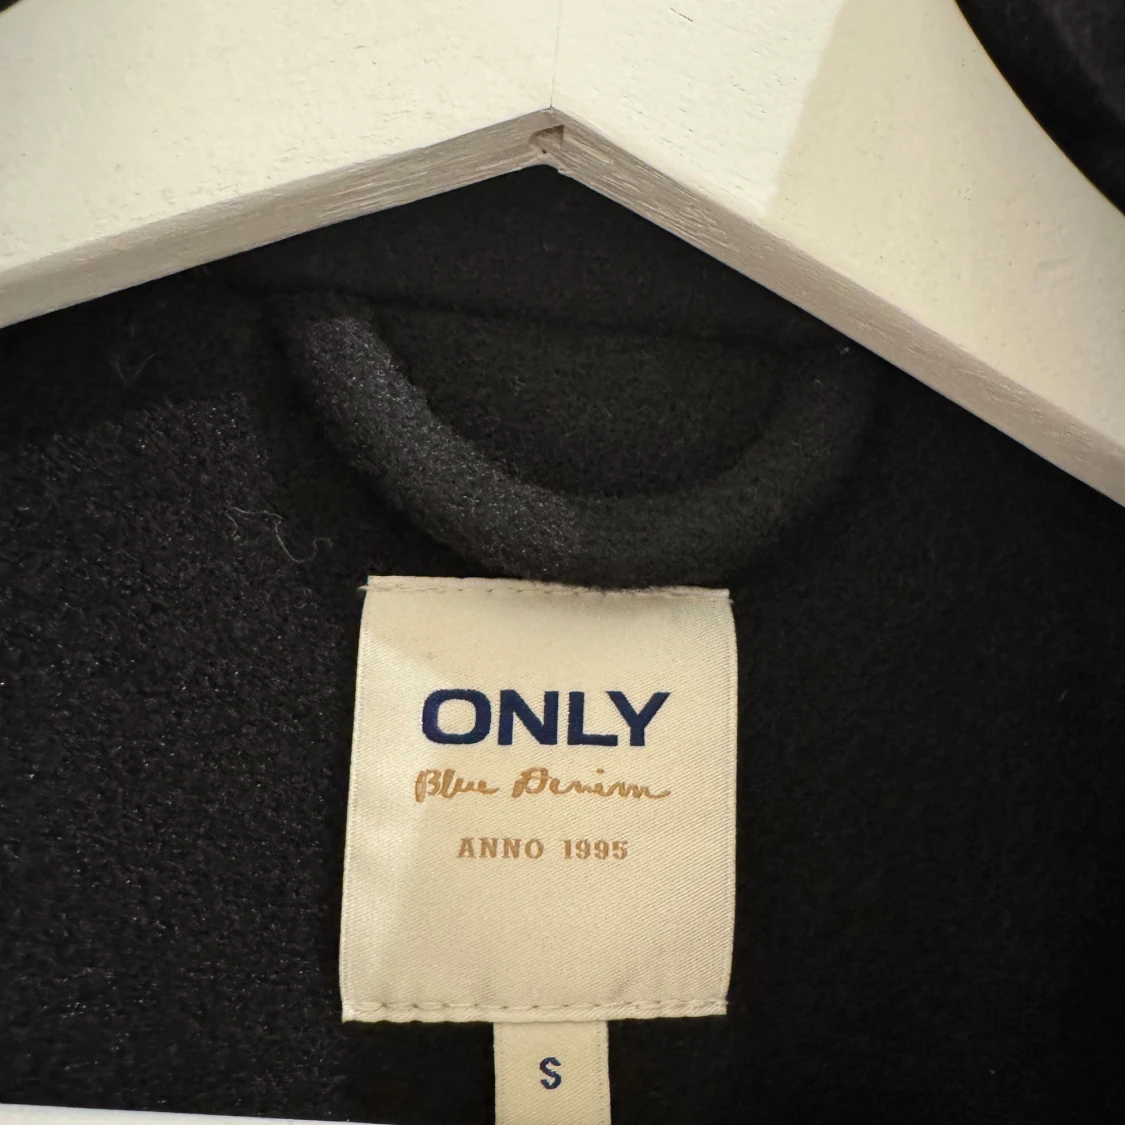 ONLY
Blue Denim
ANNO 1995
S